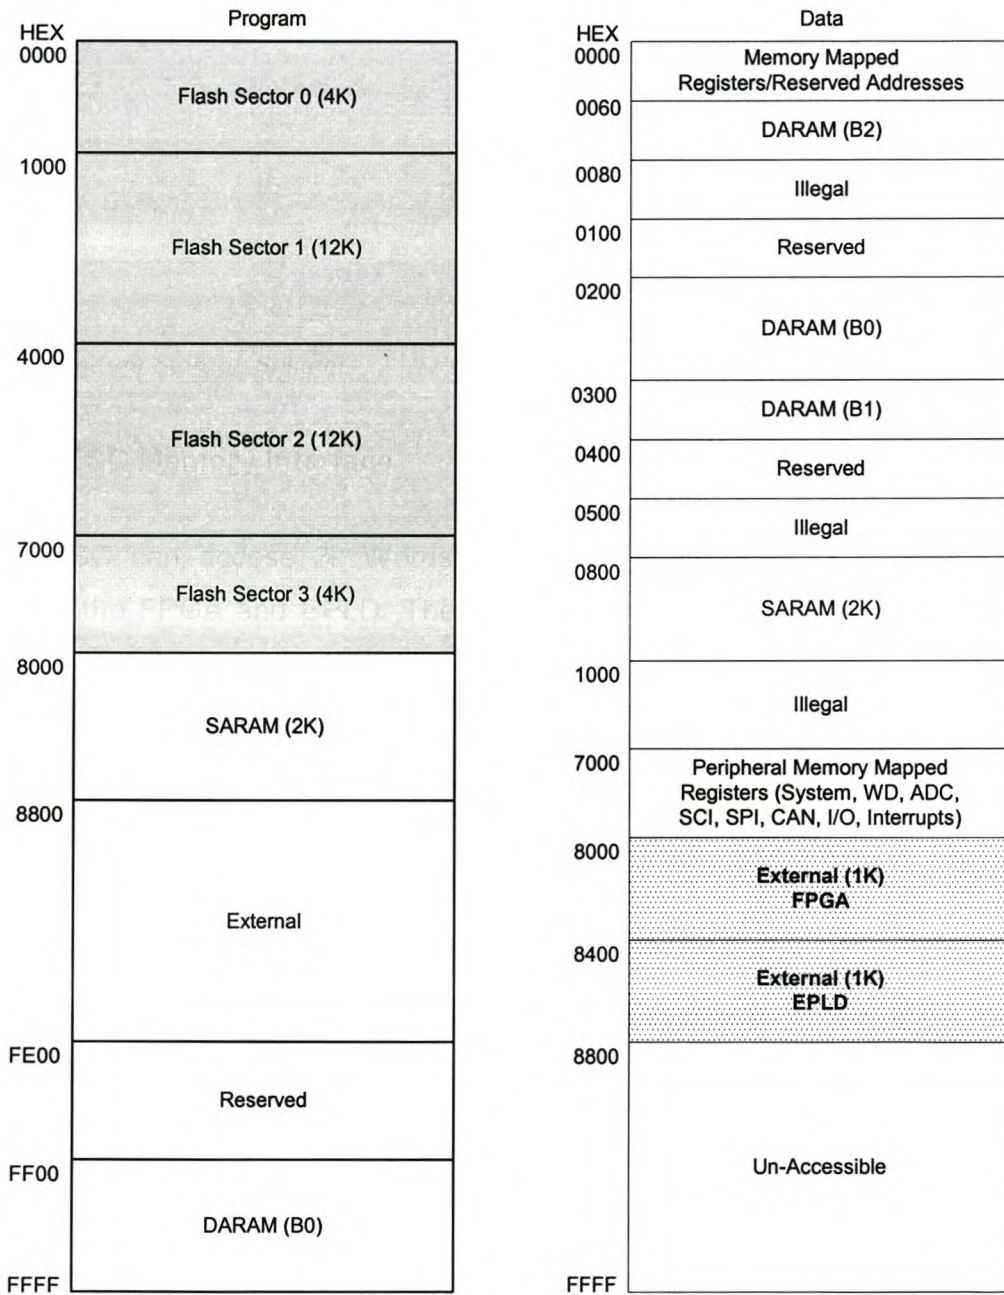 Program
HEX
0000
Flash Sector 0 (4K)
1000
Flash Sector 1 (12K)
4000
Flash Sector 2 (12K)
7000
Flash Sector 3 (4K)
8000
SARAM (2K)
8800
External
FE00
Reserved
FF00
DARAM (B0)
FFFF
Data
HEX
0000
Memory Mapped
Registers/Reserved Addresses
0060
DARAM (B2)
0080
Illegal
0100
Reserved
0200
DARAM (B0)
0300
DARAM (B1)
0400
Reserved
0500
Illegal
0800
SARAM (2K)
1000
Illegal
7000
Peripheral Memory Mapped
Registers (System, WD, ADC,
SCI, SPI, CAN, I/O, Interrupts)
8000
External (1K)
FPGA
8400
External (1K)
EPLD
8800
Un-Accessible
FFFF